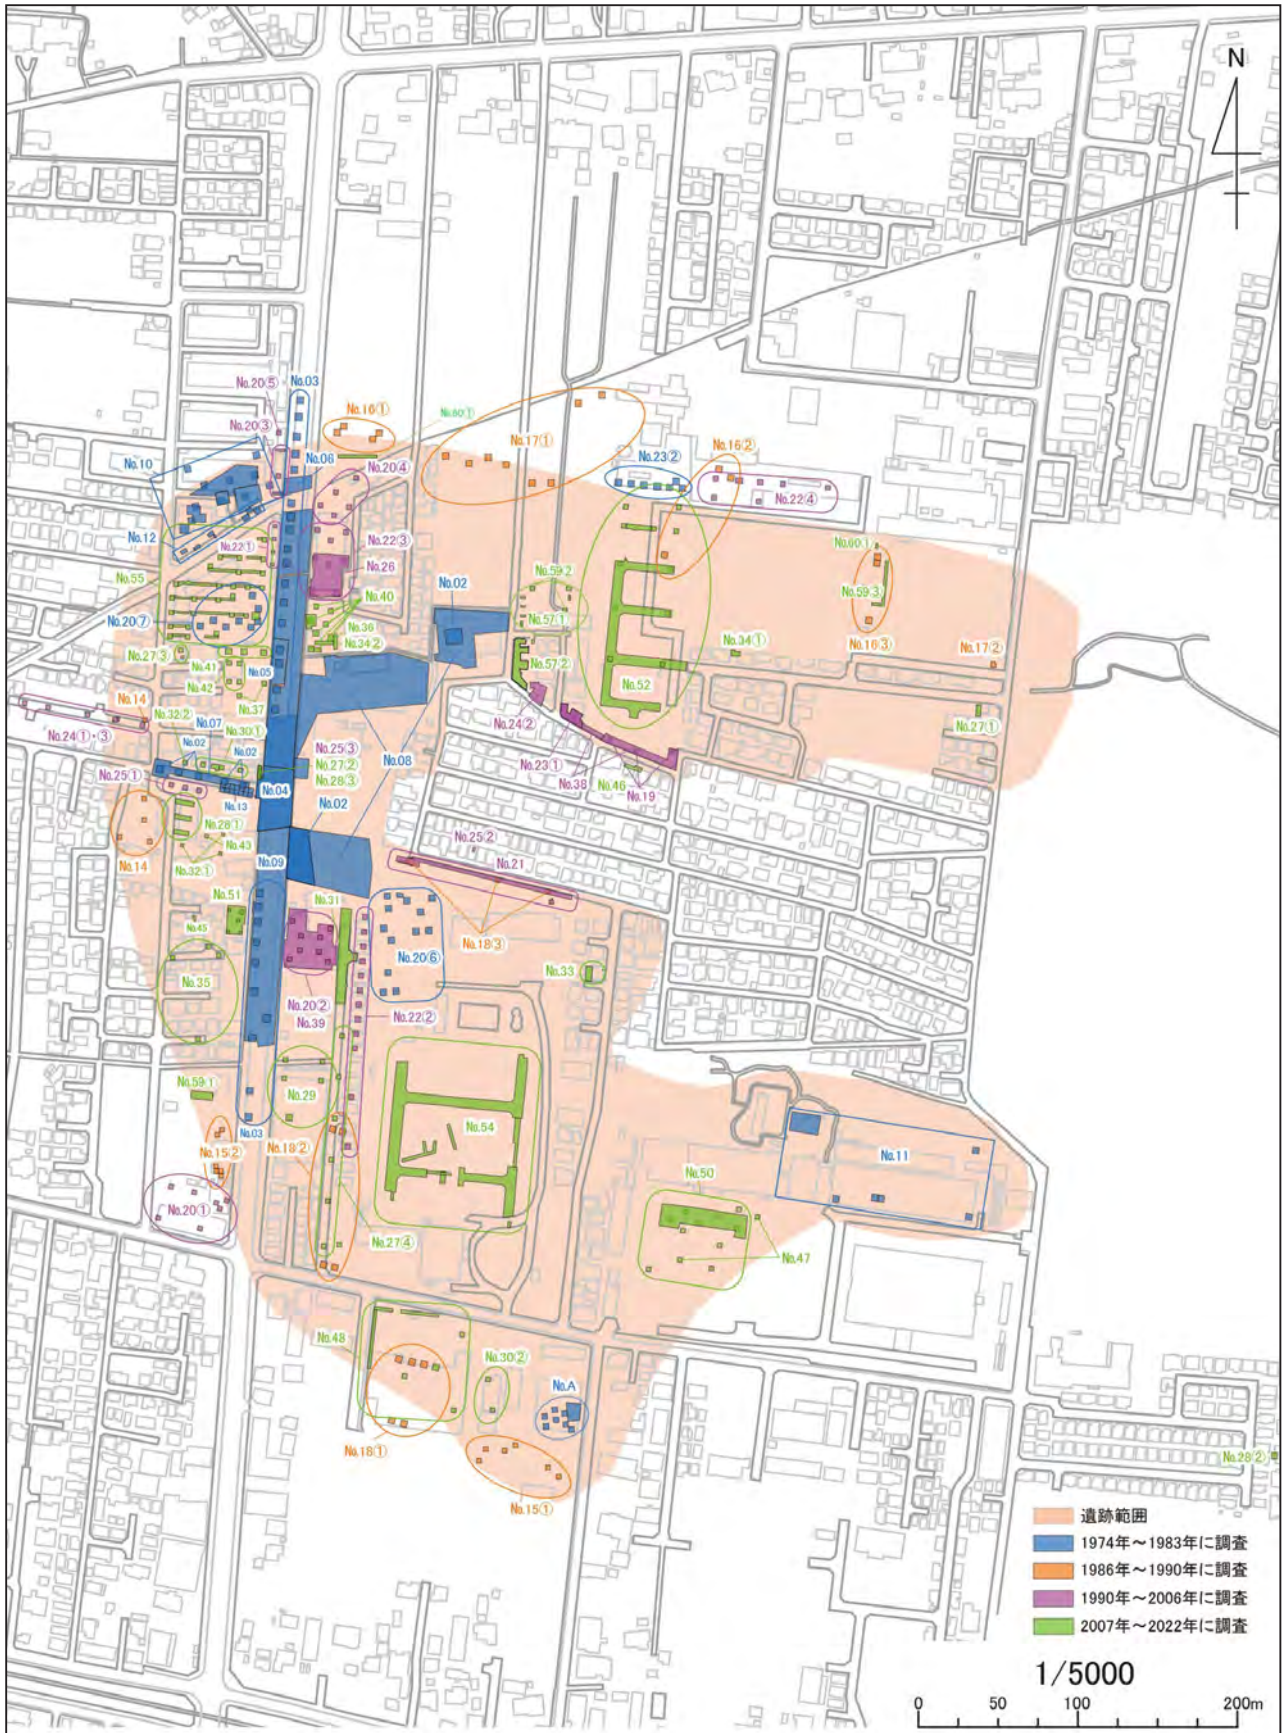 N
No.20⑤
No.03
No.16①
No.60①
No.20③
No.17①
No.10
No.06
No.20④
No.23②
No.16②
No.22④
No.12
No.22①
No.22③
No.60①
No.55
No.26
No.02
No.59②
No.59③
No.40
No.57①
No.20⑦
No.36
No.34②
No.34①
No.16③
No.27③
No.41
No.05
No.57②
No.17②
No.42
No.52
No.37
No.14
No.32②
No.24②
No.27①
No.07
No.30①
No.24①・③
No.02
No.02
No.25③
No.08
No.23①
No.27②
No.38
No.46
No.25①
No.28③
No.19
No.04
No.13
No.02
No.28①
No.43
No.25②
No.14
No.32①
No.09
No.21
No.51
No.31
No.45
No.18③
No.20⑥
No.35
No.33
No.20②
No.39
No.22②
No.59①
No.29
No.03
No.54
No.11
No.15②
No.18②
No.50
No.20①
No.27④
No.47
No.48
No.30②
No.A
No.18①
No.28②
No.15①
遺跡範囲
1974年～1983年に調査
1986年～1990年に調査
1990年～2006年に調査
2007年～2022年に調査
1/5000
0 50 100 200m